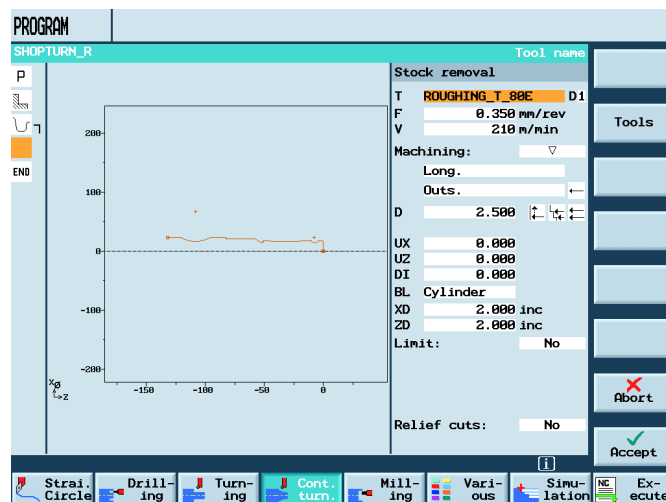 PROGRAM
SHOPTURN_R Tool name
P
END
200
100
0
-100
-200
-150 -100 -50 0
XØ
Z
Stock removal
T ROUGHING_T_80E D1
F 0.350 mm/rev
V 210 m/min
Machining: ▽
Long.
Outs. ←
D 2.500
UX 0.000
UZ 0.000
DI 0.000
BL Cylinder
XD 2.000 inc
ZD 2.000 inc
Limit: No
Relief cuts: No
Tools
Abort
Accept
i
Strai.
Circle
Drill-
ing
Turn-
ing
Cont.
turn.
Mill-
ing
Vari-
ous
Simu-
lation
NC
Ex-
ecute